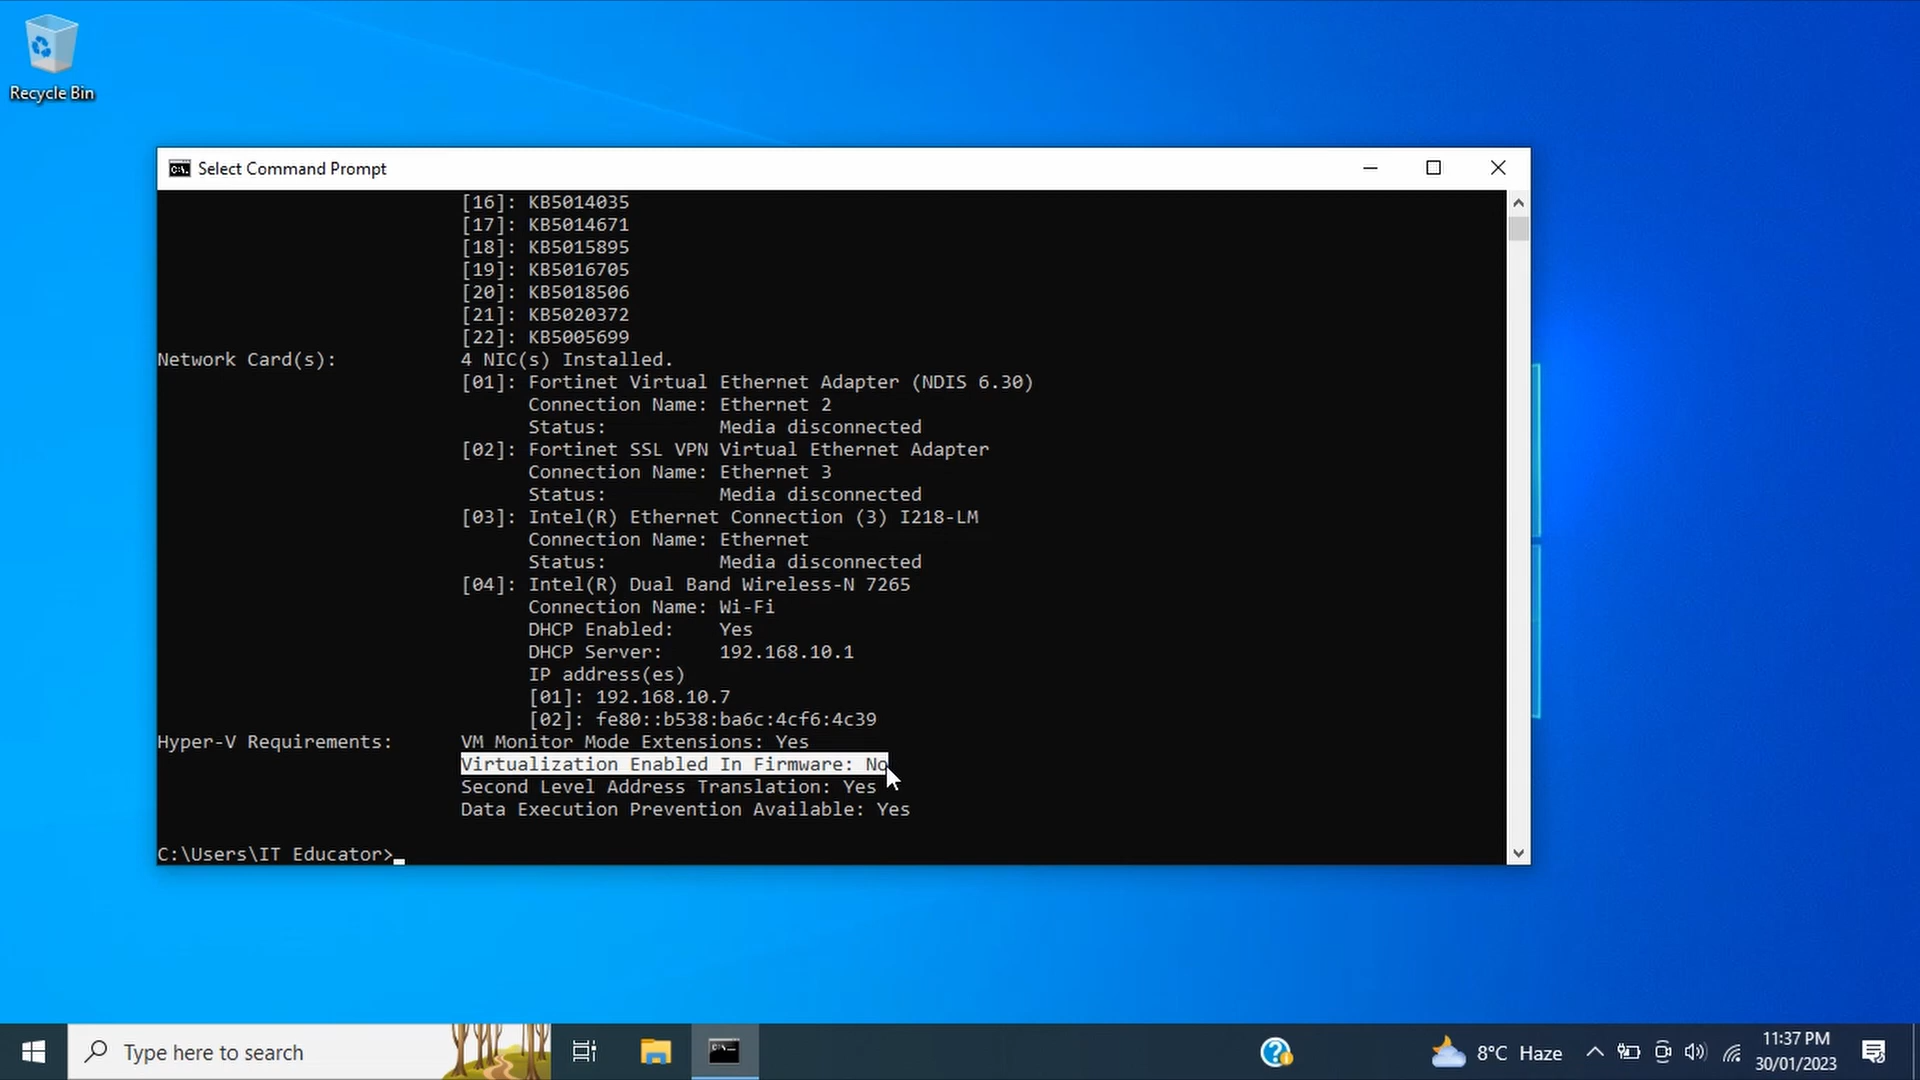 Recycle Bin
Select Command Prompt
[16]: KB5014035
[17]: KB5014671
[18]: KB5015895
[19]: KB5016705
[20]: KB5018506
[21]: KB5020372
[22]: KB5005699
Network Card(s): 4 NIC(s) Installed.
[01]: Fortinet Virtual Ethernet Adapter (NDIS 6.30)
Connection Name: Ethernet 2
Status: Media disconnected
[02]: Fortinet SSL VPN Virtual Ethernet Adapter
Connection Name: Ethernet 3
Status: Media disconnected
[03]: Intel(R) Ethernet Connection (3) I218-LM
Connection Name: Ethernet
Status: Media disconnected
[04]: Intel(R) Dual Band Wireless-N 7265
Connection Name: Wi-Fi
DHCP Enabled: Yes
DHCP Server: 192.168.10.1
IP address(es)
[01]: 192.168.10.7
[02]: fe80::b538:ba6c:4cf6:4c39
Hyper-V Requirements: VM Monitor Mode Extensions: Yes
Virtualization Enabled In Firmware: No
Second Level Address Translation: Yes
Data Execution Prevention Available: Yes
C:\Users\IT Educator>
Type here to search
8°C Haze
11:37 PM
30/01/2023